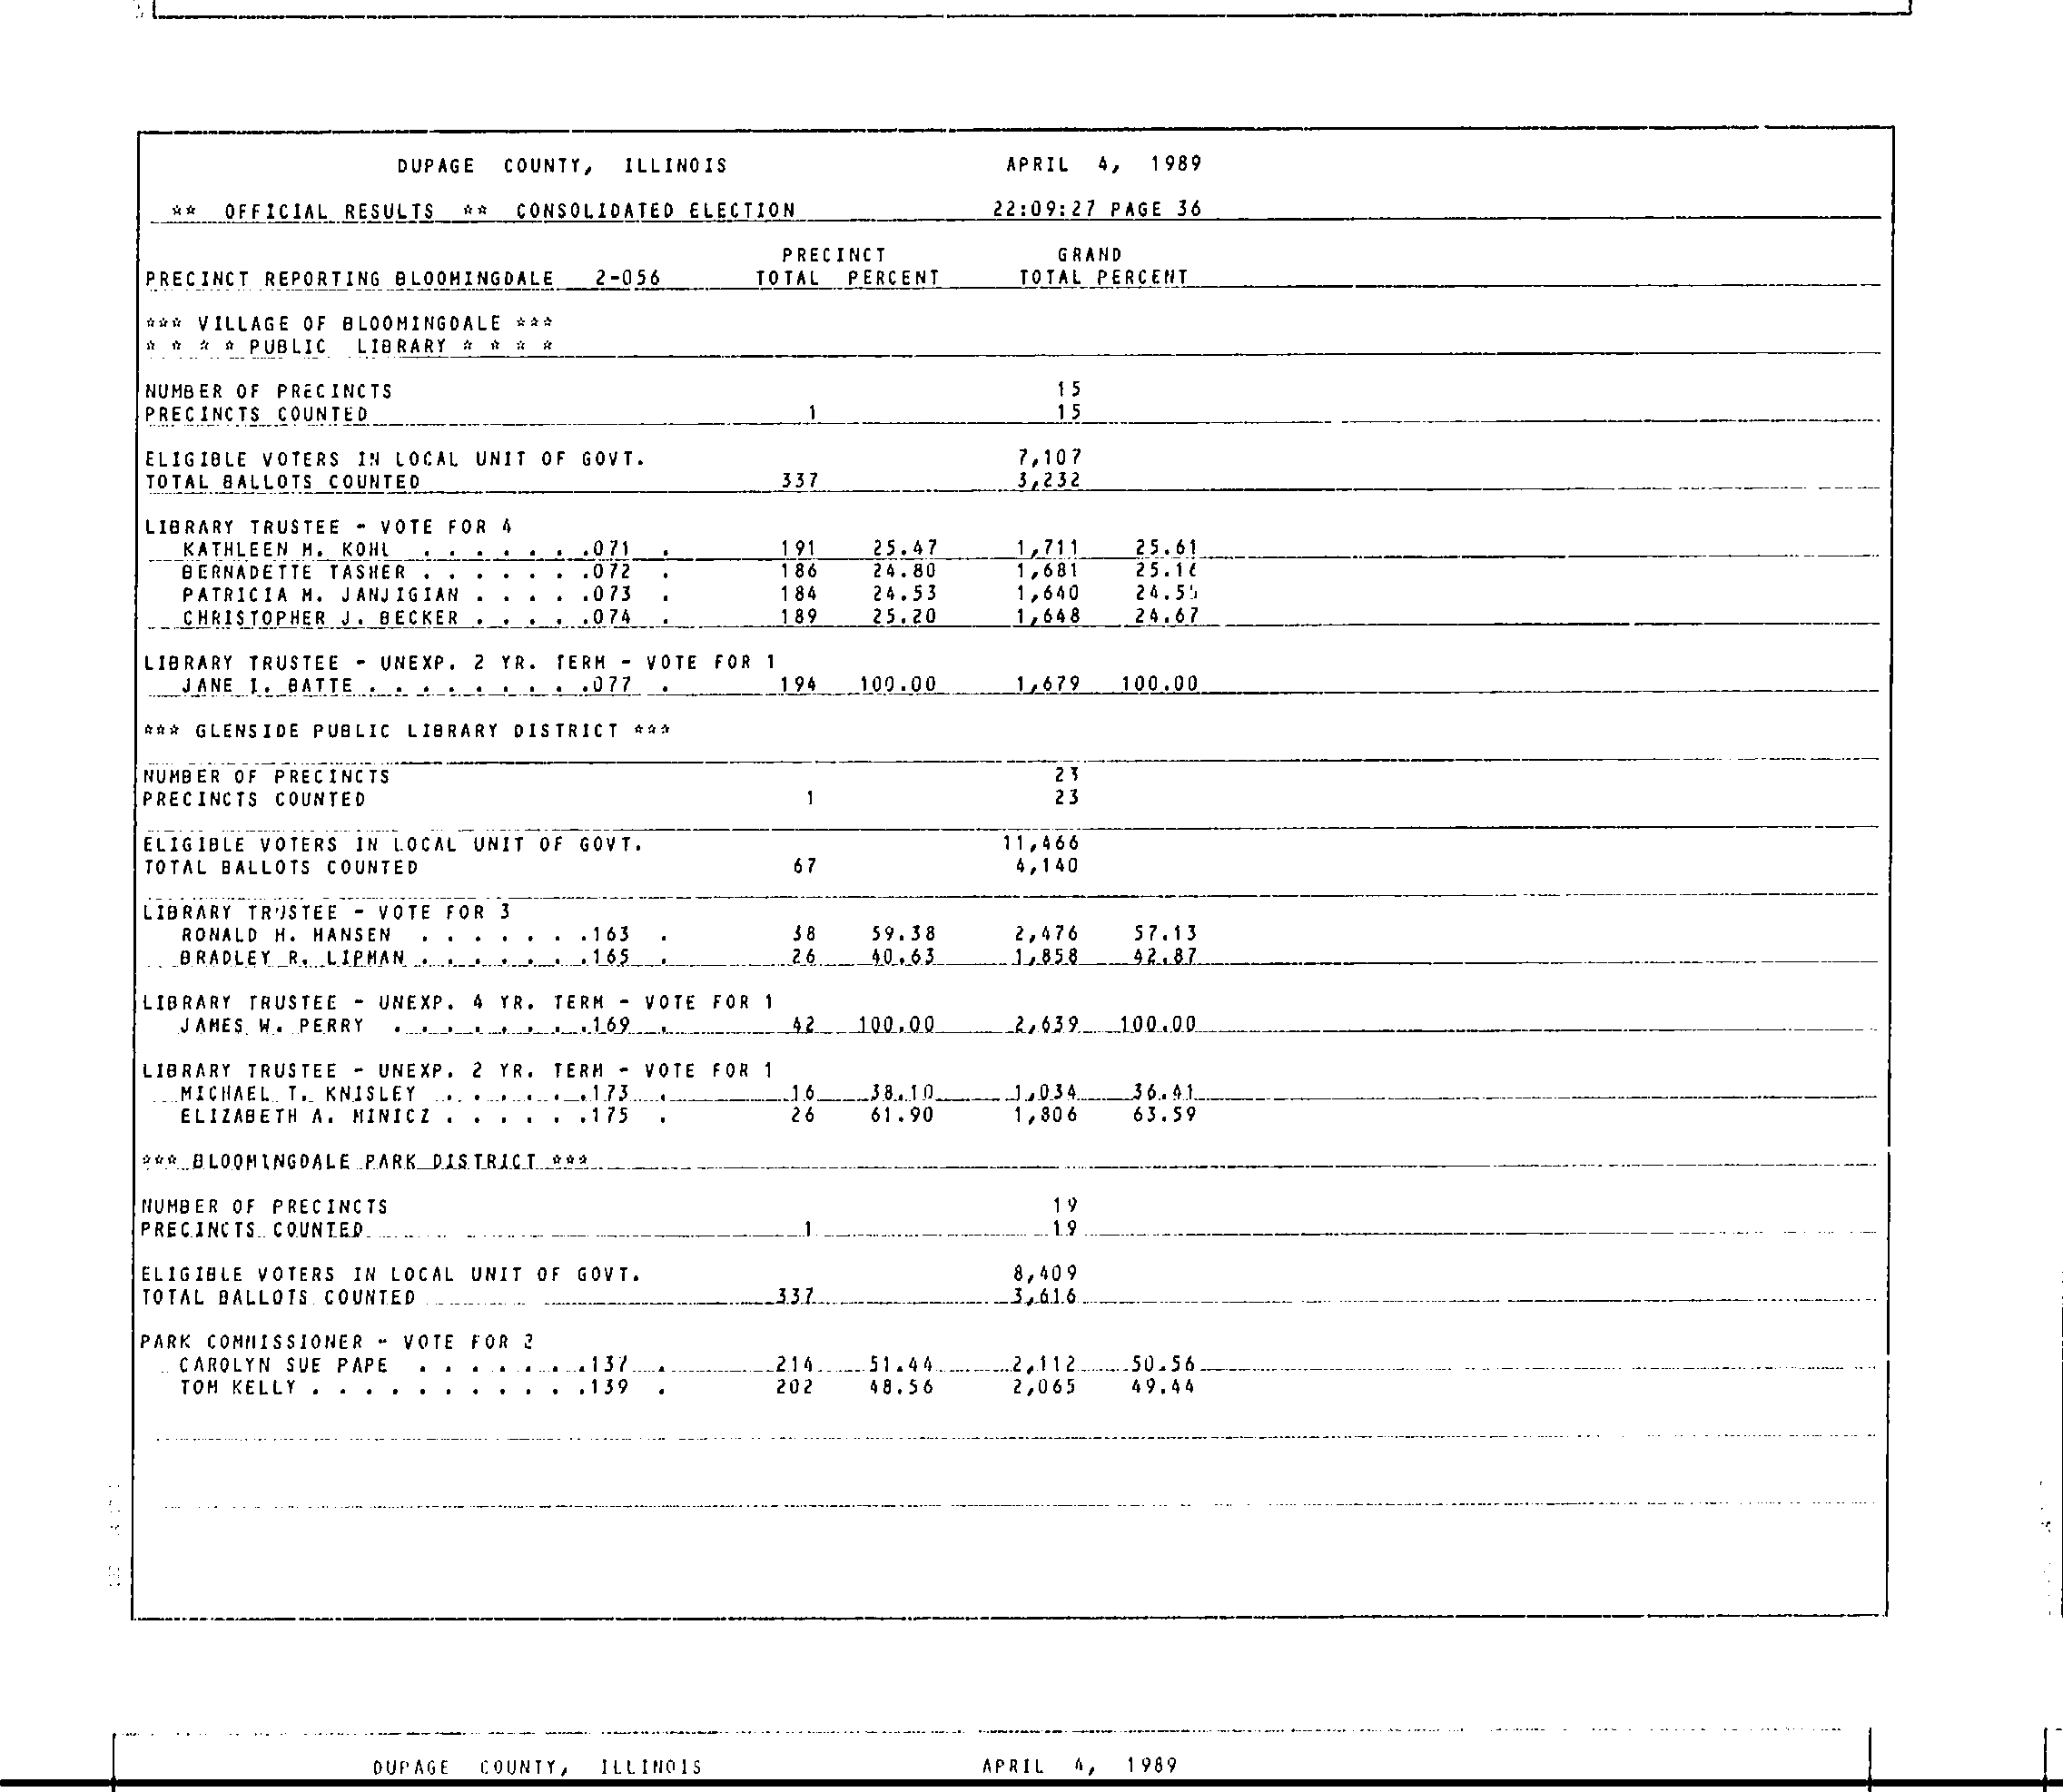 DUPAGE COUNTY, ILLINOIS APRIL 4, 1989
** OFFICIAL RESULTS ** CONSOLIDATED ELECTION 22:09:27 PAGE 36
PRECINCT GRAND
PRECINCT REPORTING BLOOMINGDALE 2-056 TOTAL PERCENT TOTAL PERCENT
*** VILLAGE OF BLOOMINGDALE ***
* * * * PUBLIC LIBRARY * * * *
NUMBER OF PRECINCTS 15
PRECINCTS COUNTED 1 15
ELIGIBLE VOTERS IN LOCAL UNIT OF GOVT. 7,107
TOTAL BALLOTS COUNTED 337 3,232
LIBRARY TRUSTEE - VOTE FOR 4
KATHLEEN M. KOHL . . . . . . .071 . 191 25.47 1,711 25.61
BERNADETTE TASHER . . . . . . .072 . 186 24.80 1,681 25.16
PATRICIA M. JANJIGIAN . . . . .073 . 184 24.53 1,640 24.55
CHRISTOPHER J. BECKER . . . . .074 . 189 25.20 1,648 24.67
LIBRARY TRUSTEE - UNEXP. 2 YR. TERM - VOTE FOR 1
JANE I. BATTE . . . . . . . . .077 . 194 100.00 1,679 100.00
*** GLENSIDE PUBLIC LIBRARY DISTRICT ***
NUMBER OF PRECINCTS 23
PRECINCTS COUNTED 1 23
ELIGIBLE VOTERS IN LOCAL UNIT OF GOVT. 11,466
TOTAL BALLOTS COUNTED 67 4,140
LIBRARY TRUSTEE - VOTE FOR 3
RONALD H. HANSEN . . . . . . .163 . 38 59.38 2,476 57.13
BRADLEY R. LIPMAN . . . . . . .165 . 26 40.63 1,858 42.87
LIBRARY TRUSTEE - UNEXP. 4 YR. TERM - VOTE FOR 1
JAMES W. PERRY . . . . . . . .169 . 42 100.00 2,639 100.00
LIBRARY TRUSTEE - UNEXP. 2 YR. TERM - VOTE FOR 1
MICHAEL T. KNISLEY . . . . . .173 . 16 38.10 1,034 36.41
ELIZABETH A. MINICZ . . . . . .175 . 26 61.90 1,806 63.59
*** BLOOMINGDALE PARK DISTRICT ***
NUMBER OF PRECINCTS 19
PRECINCTS COUNTED 1 19
ELIGIBLE VOTERS IN LOCAL UNIT OF GOVT. 8,409
TOTAL BALLOTS COUNTED 337 3,616
PARK COMMISSIONER - VOTE FOR 2
CAROLYN SUE PAPE . . . . . . .137 . 214 51.44 2,112 50.56
TOM KELLY . . . . . . . . . . .139 . 202 48.56 2,065 49.44
DUPAGE COUNTY, ILLINOIS APRIL 4, 1989